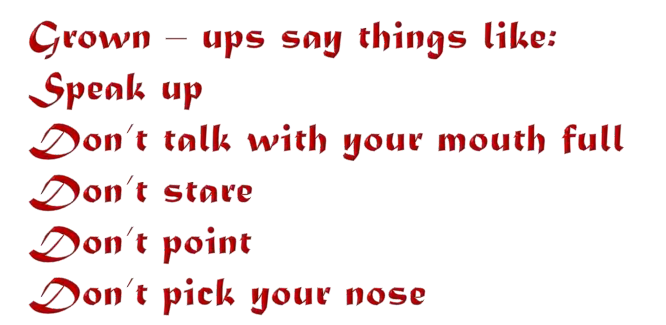 Grown – ups say things like:
Speak up
Don't talk with your mouth full
Don't stare
Don't point
Don't pick your nose